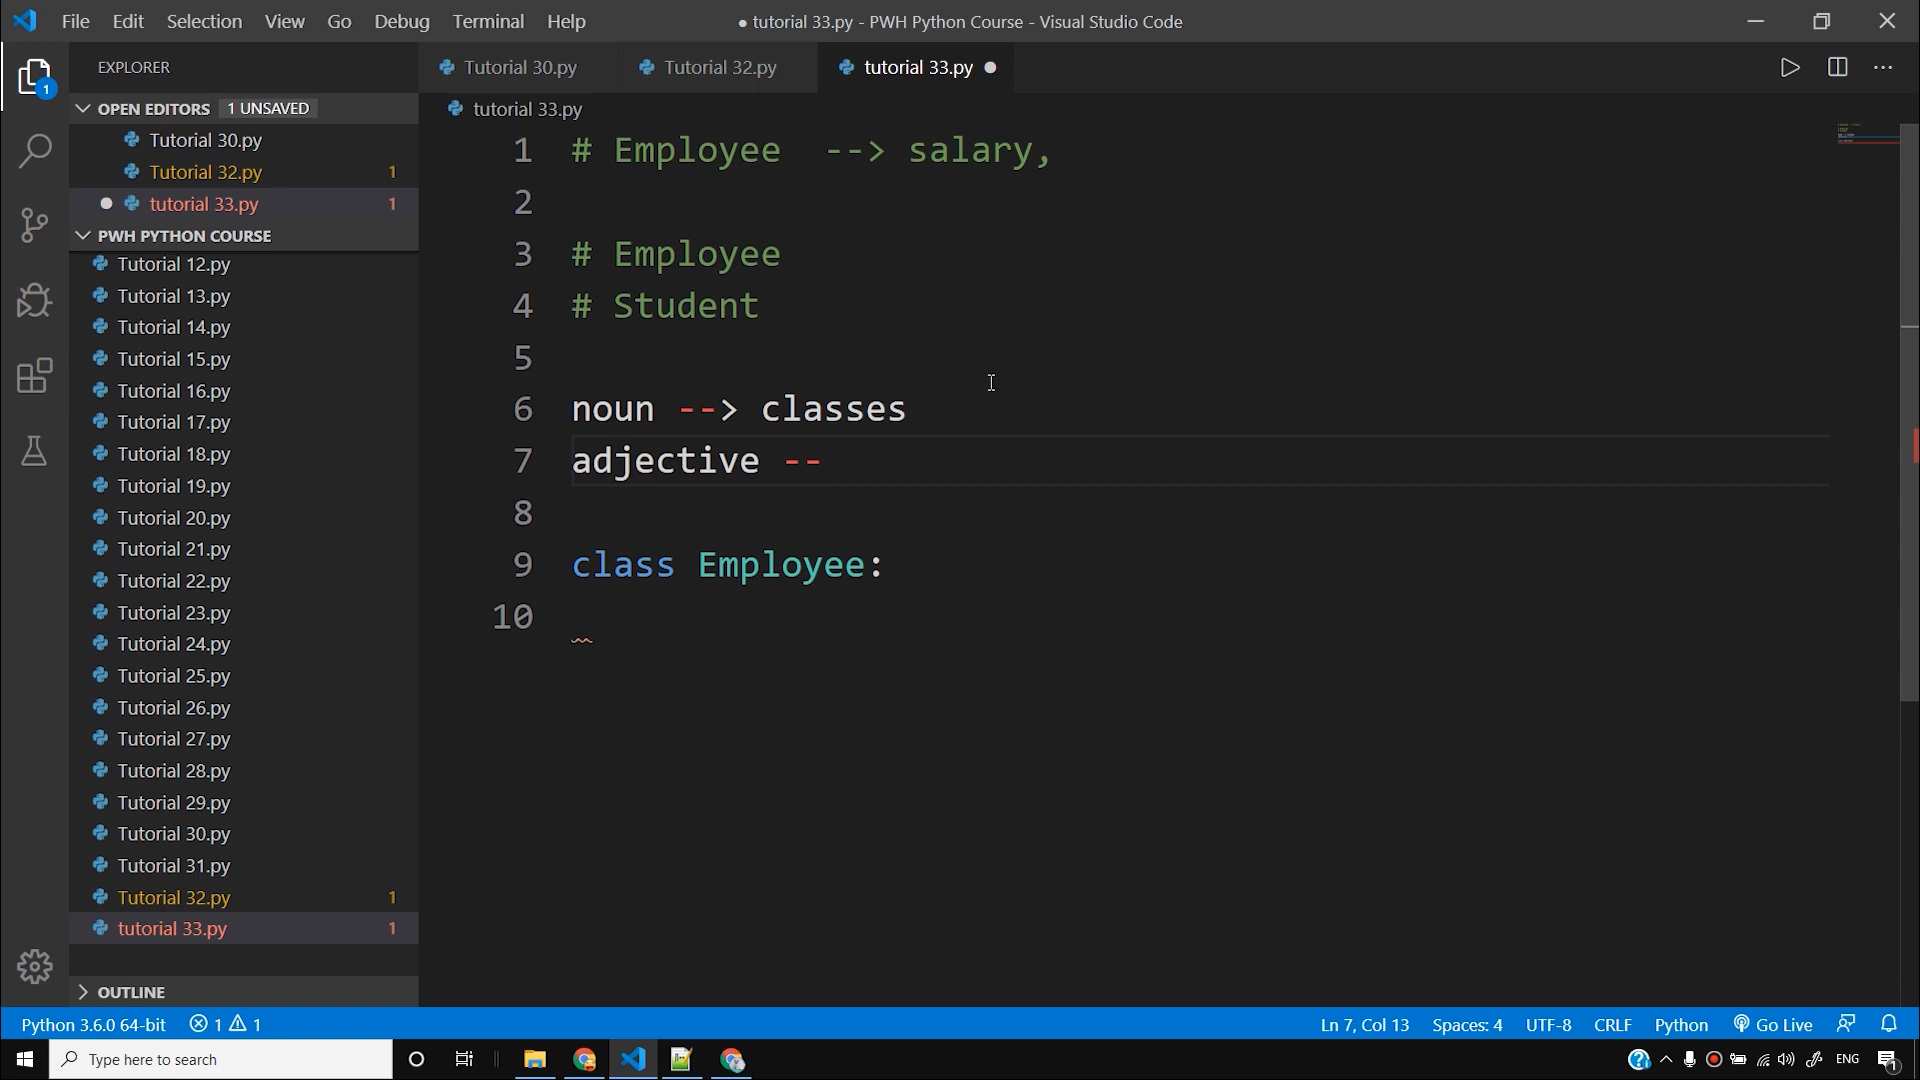 File Edit Selection View Go Debug Terminal Help
● tutorial 33.py - PWH Python Course - Visual Studio Code
EXPLORER
OPEN EDITORS 1 UNSAVED
Tutorial 30.py
Tutorial 32.py 1
tutorial 33.py 1
PWH PYTHON COURSE
Tutorial 12.py
Tutorial 13.py
Tutorial 14.py
Tutorial 15.py
Tutorial 16.py
Tutorial 17.py
Tutorial 18.py
Tutorial 19.py
Tutorial 20.py
Tutorial 21.py
Tutorial 22.py
Tutorial 23.py
Tutorial 24.py
Tutorial 25.py
Tutorial 26.py
Tutorial 27.py
Tutorial 28.py
Tutorial 29.py
Tutorial 30.py
Tutorial 31.py
Tutorial 32.py 1
tutorial 33.py 1
OUTLINE
1
Tutorial 30.py Tutorial 32.py tutorial 33.py
tutorial 33.py
1 # Employee  --> salary,
2
3 # Employee
4 # Student
5
6 noun --> classes
7 adjective --
8
9 class Employee:
10
Python 3.6.0 64-bit 1 1 Ln 7, Col 13 Spaces: 4 UTF-8 CRLF Python Go Live
Type here to search ENG 1